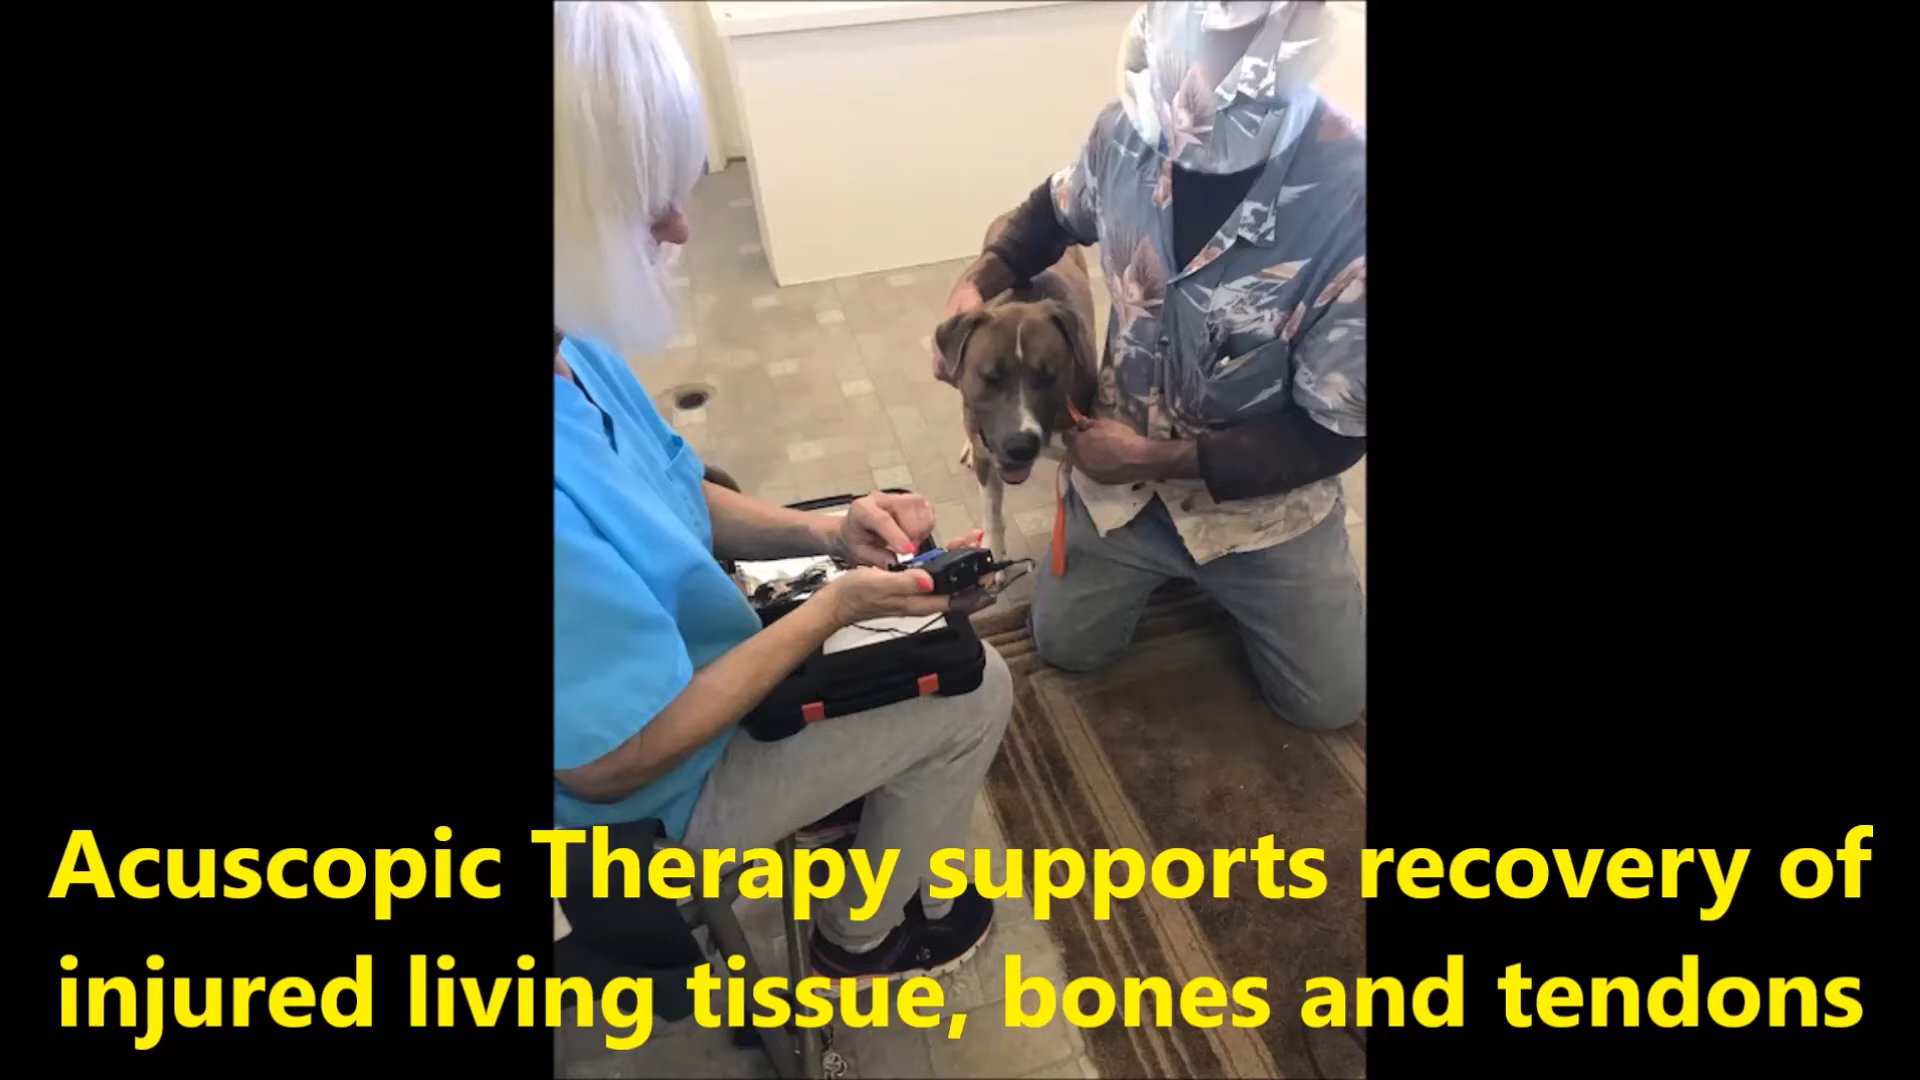 Acuscopic Therapy supports recovery of
injured living tissue, bones and tendons